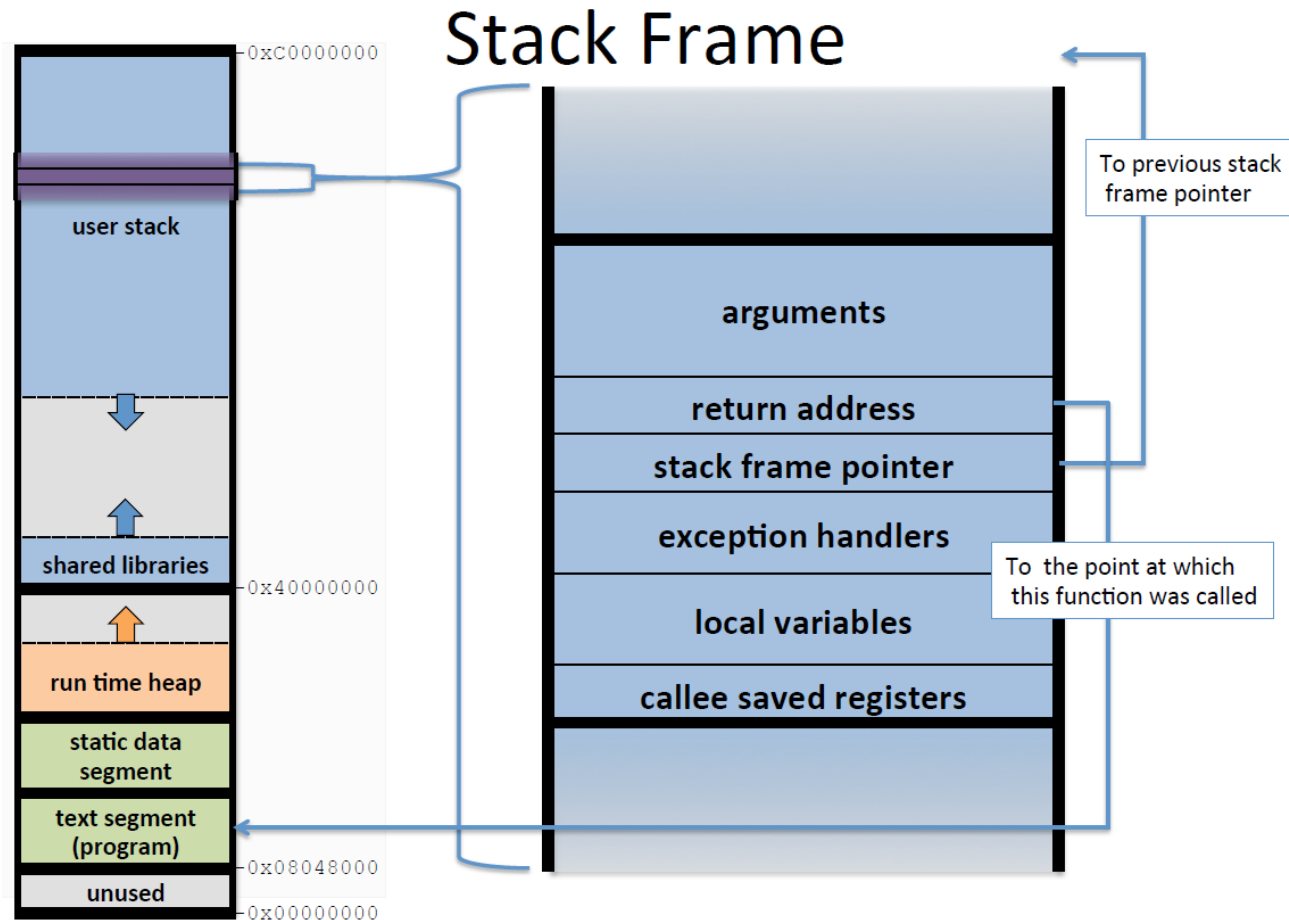 Stack Frame
0xC0000000
user stack
shared libraries
0x40000000
run time heap
static data
segment
text segment
(program)
0x08048000
unused
0x00000000
arguments
return address
stack frame pointer
exception handlers
local variables
callee saved registers
To previous stack
frame pointer
To the point at which
this function was called